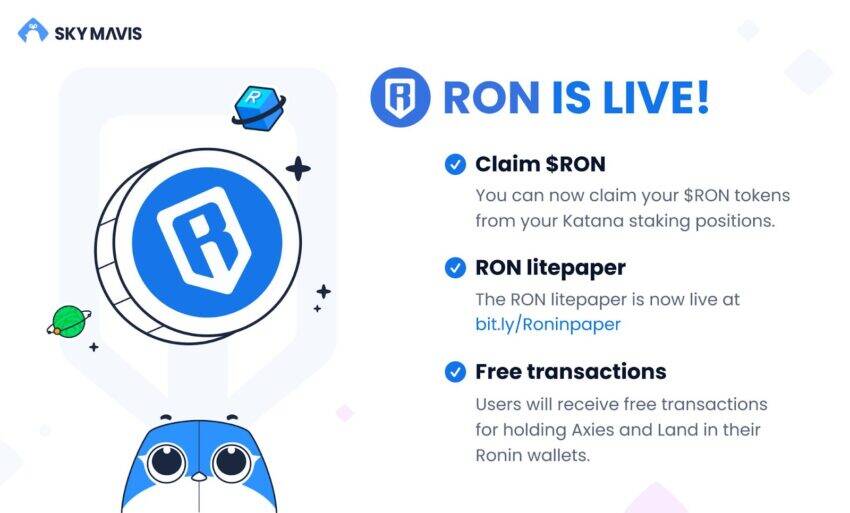 SKY MAVIS
R
RON IS LIVE!
Claim $RON
You can now claim your $RON tokens
from your Katana staking positions.
RON litepaper
The RON litepaper is now live at
bit.ly/Roninpaper
Free transactions
Users will receive free transactions
for holding Axies and Land in their
Ronin wallets.